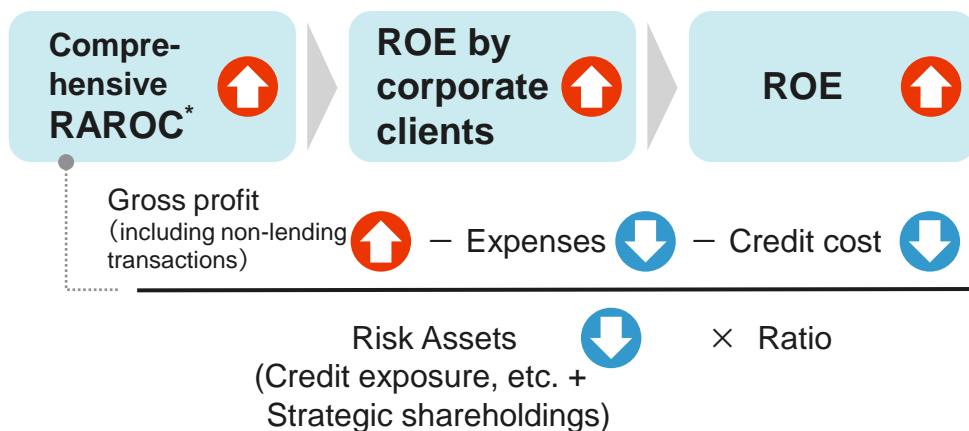 Compre-
hensive
RAROC*
ROE by
corporate
clients
ROE
Gross profit
（including non-lending
transactions）
－ Expenses
－ Credit cost
Risk Assets
× Ratio
(Credit exposure, etc. +
Strategic shareholdings)